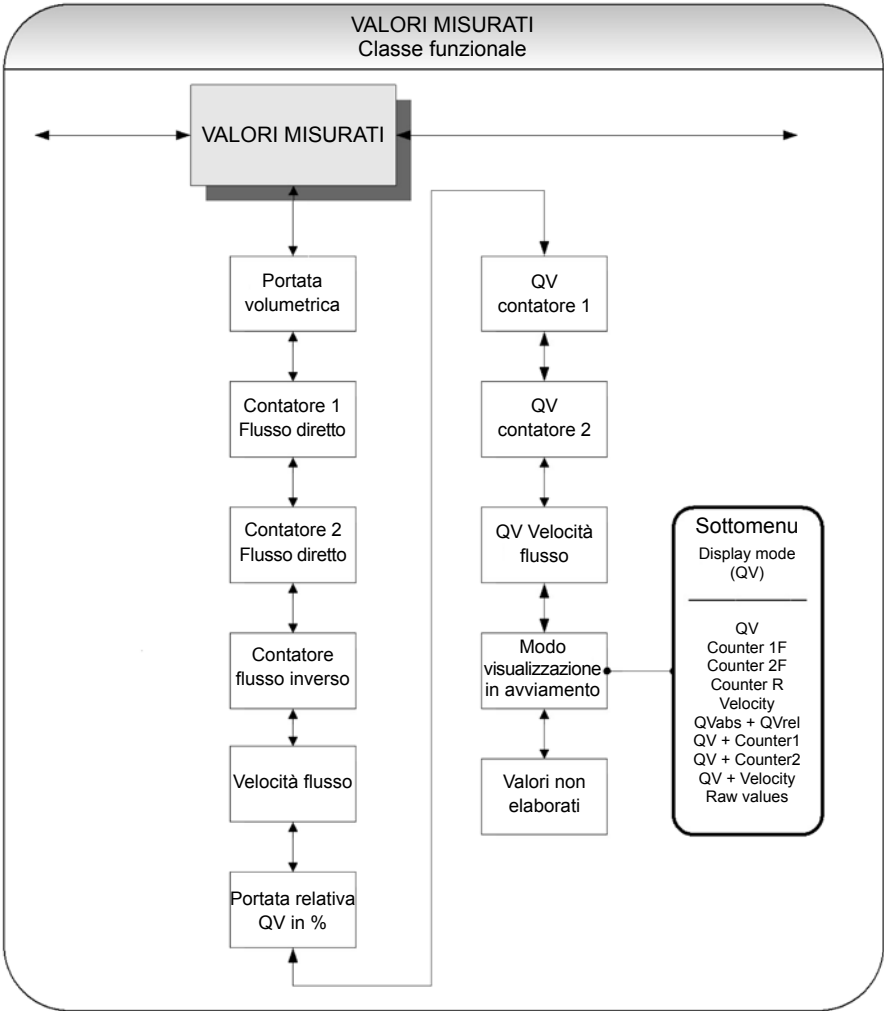 VALORI MISURATI
Classe funzionale
VALORI MISURATI
Portata
volumetrica
Contatore 1
Flusso diretto
Contatore 2
Flusso diretto
Contatore
flusso inverso
Velocità flusso
Portata relativa
QV in %
QV
contatore 1
QV
contatore 2
QV Velocità
flusso
Modo
visualizzazione
in avviamento
Valori non
elaborati
Sottomenu
Display mode
(QV)
QV
Counter 1F
Counter 2F
Counter R
Velocity
QVabs + QVrel
QV + Counter1
QV + Counter2
QV + Velocity
Raw values